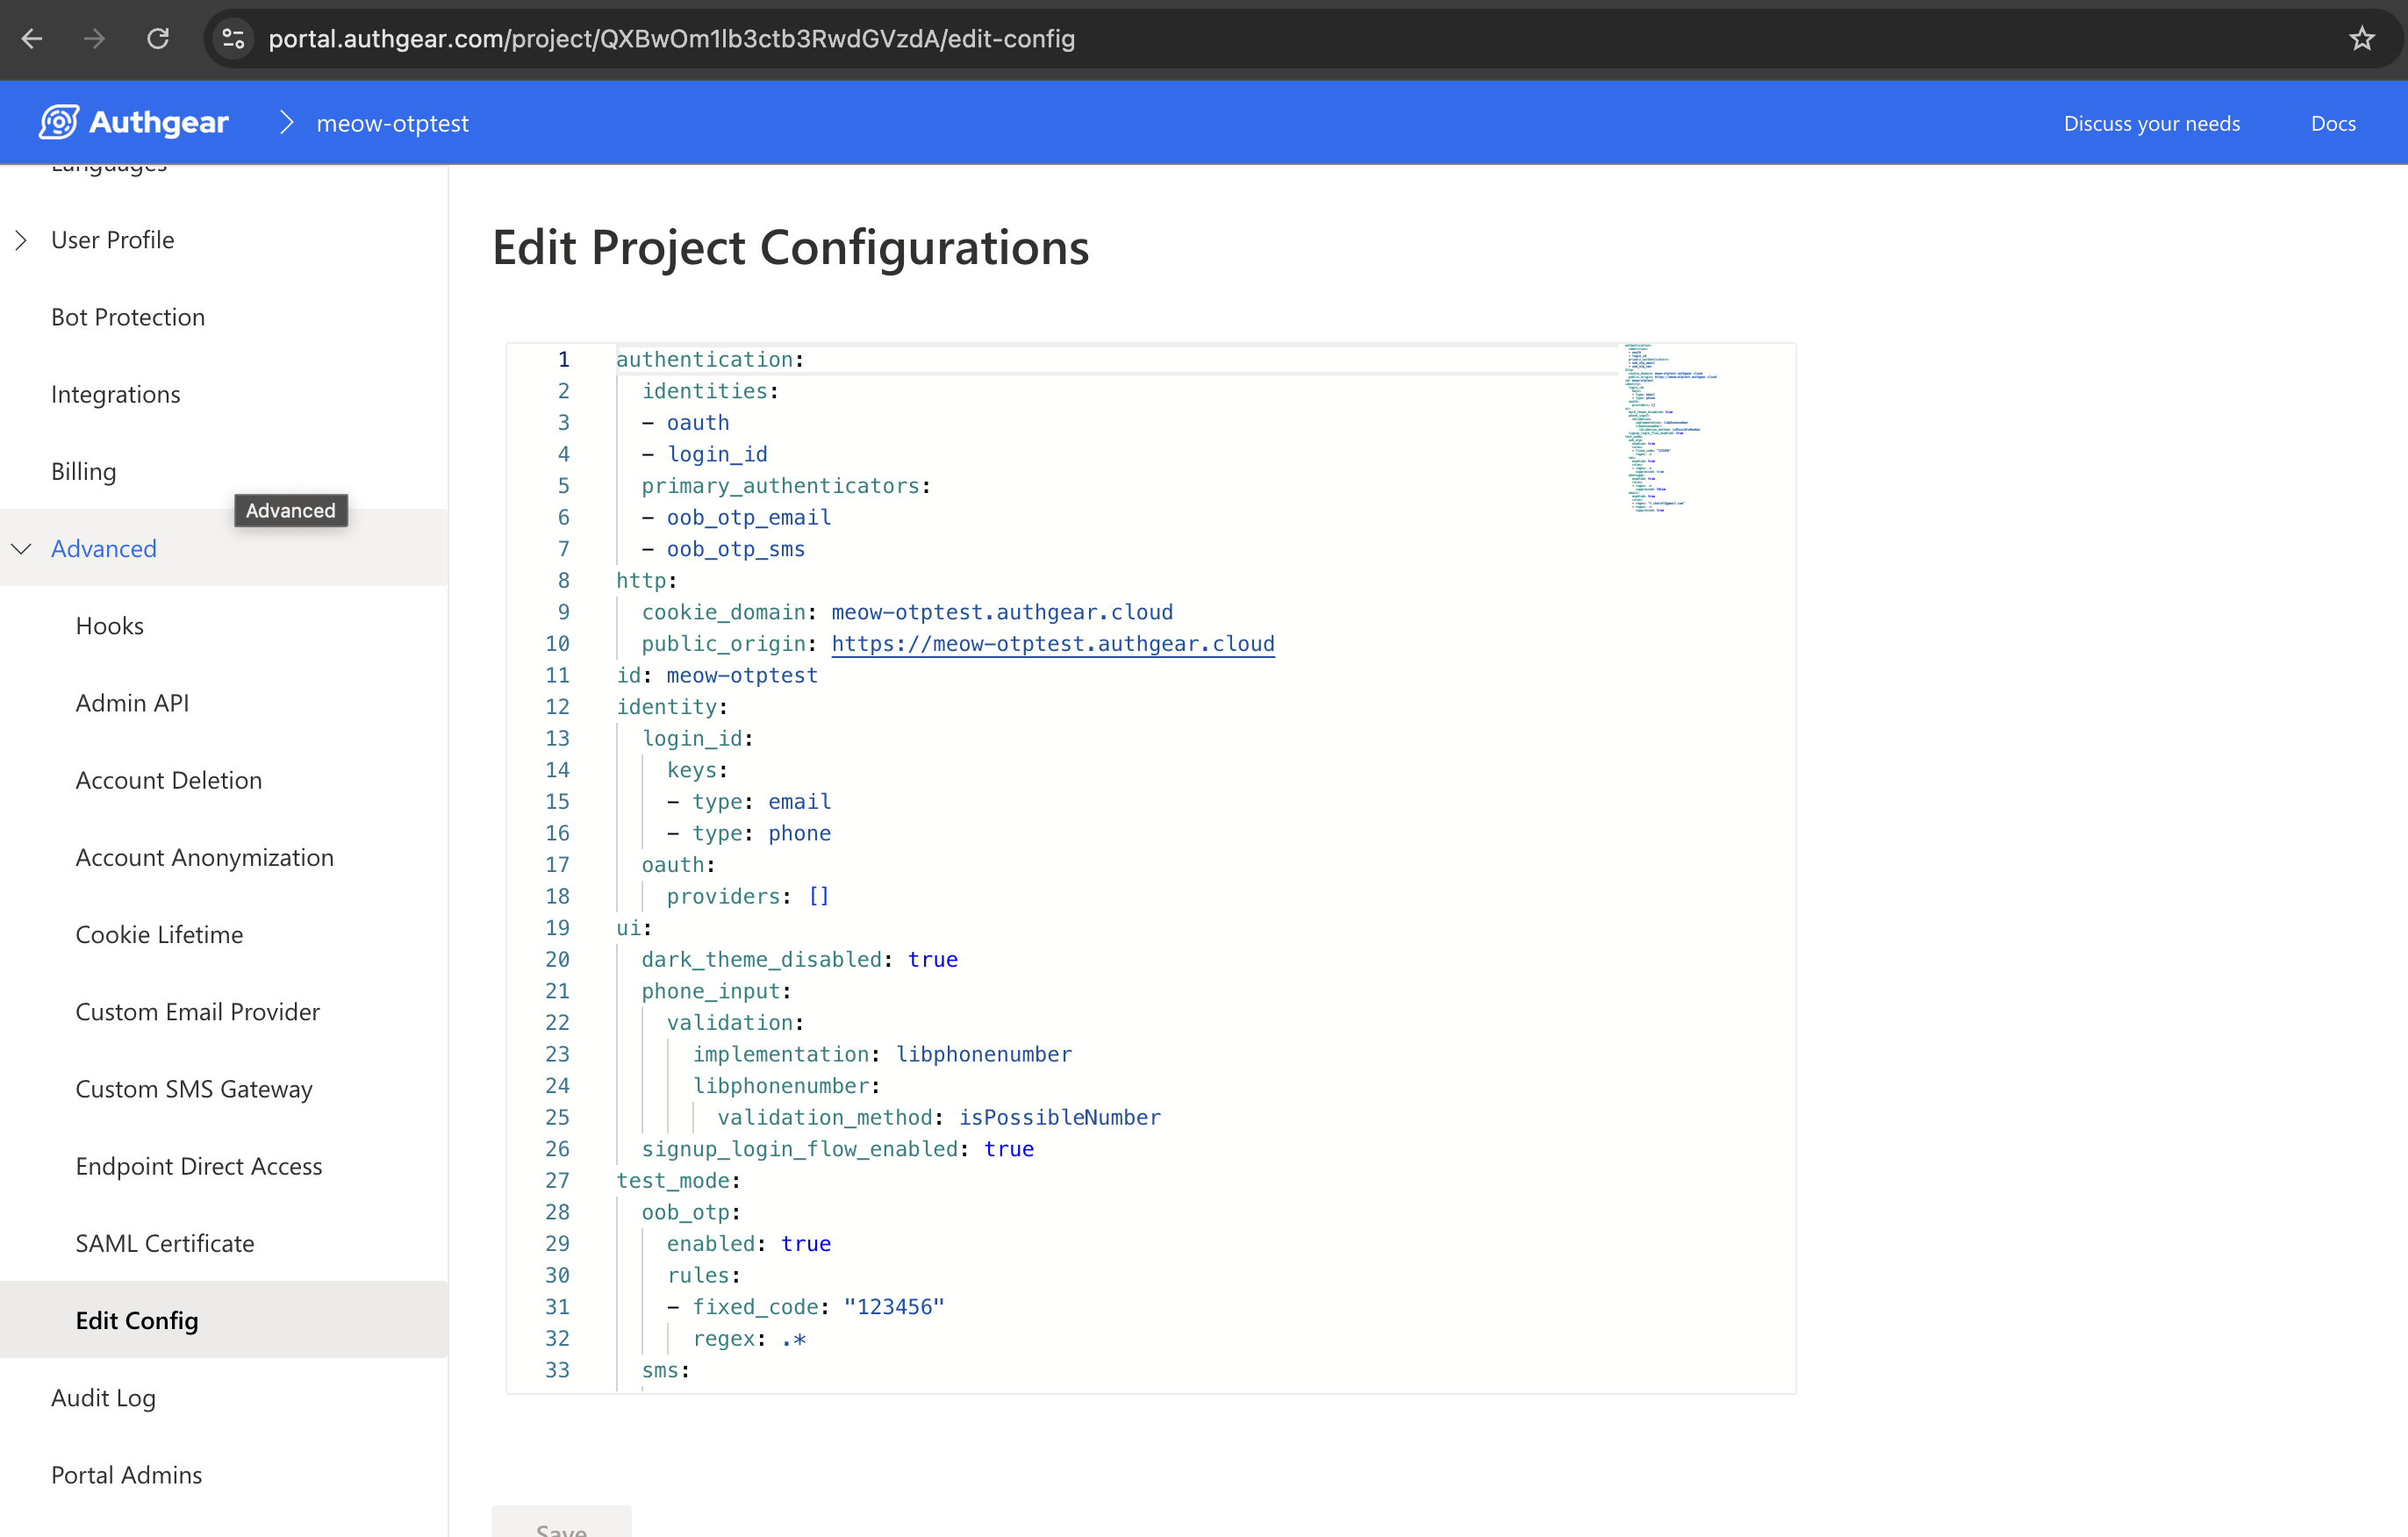 portal.authgear.com/project/QXBwOm1lb3ctb3RwdGVzdA/edit-config
Authgear
meow-otptest
Discuss your needs
Docs
Languages
User Profile
Bot Protection
Integrations
Billing
Advanced
Advanced
Hooks
Admin API
Account Deletion
Account Anonymization
Cookie Lifetime
Custom Email Provider
Custom SMS Gateway
Endpoint Direct Access
SAML Certificate
Edit Config
Audit Log
Portal Admins
Edit Project Configurations
1 authentication:
2 identities:
3 - oauth
4 - login_id
5 primary_authenticators:
6 - oob_otp_email
7 - oob_otp_sms
8 http:
9 cookie_domain: meow-otptest.authgear.cloud
10 public_origin: https://meow-otptest.authgear.cloud
11 id: meow-otptest
12 identity:
13 login_id:
14 keys:
15 - type: email
16 - type: phone
17 oauth:
18 providers: []
19 ui:
20 dark_theme_disabled: true
21 phone_input:
22 validation:
23 implementation: libphonenumber
24 libphonenumber:
25 validation_method: isPossibleNumber
26 signup_login_flow_enabled: true
27 test_mode:
28 oob_otp:
29 enabled: true
30 rules:
31 - fixed_code: "123456"
32 regex: .*
33 sms:
Save